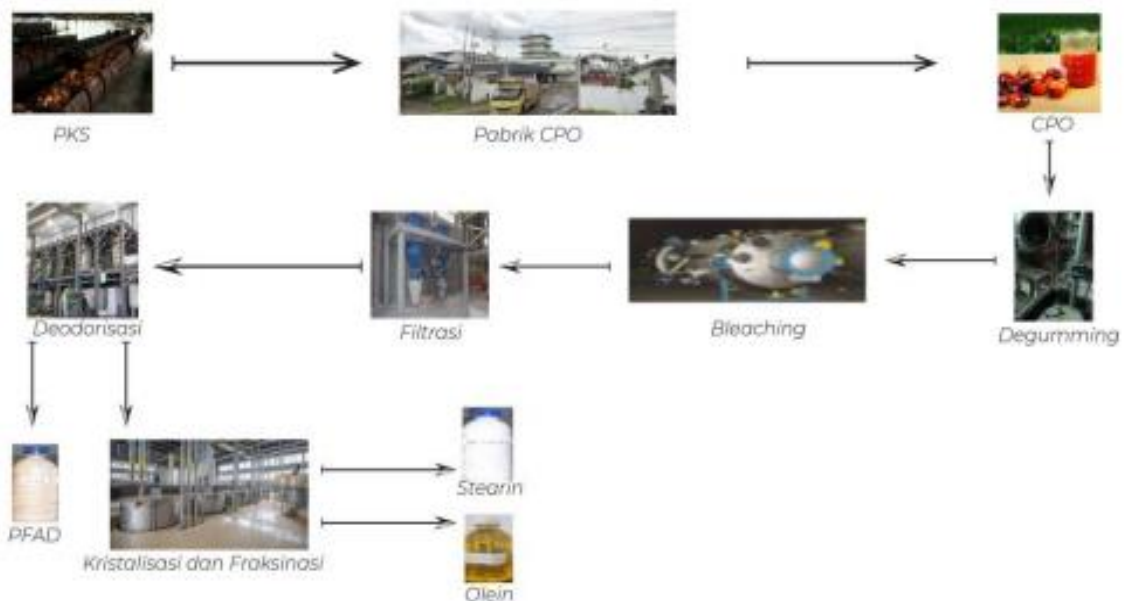 PKS
Pabrik CPO
CPO
Deodorisasi
Filtrasi
Bleaching
Degumming
PFAD
Kristalisasi dan Fraksinasi
Stearin
Olein